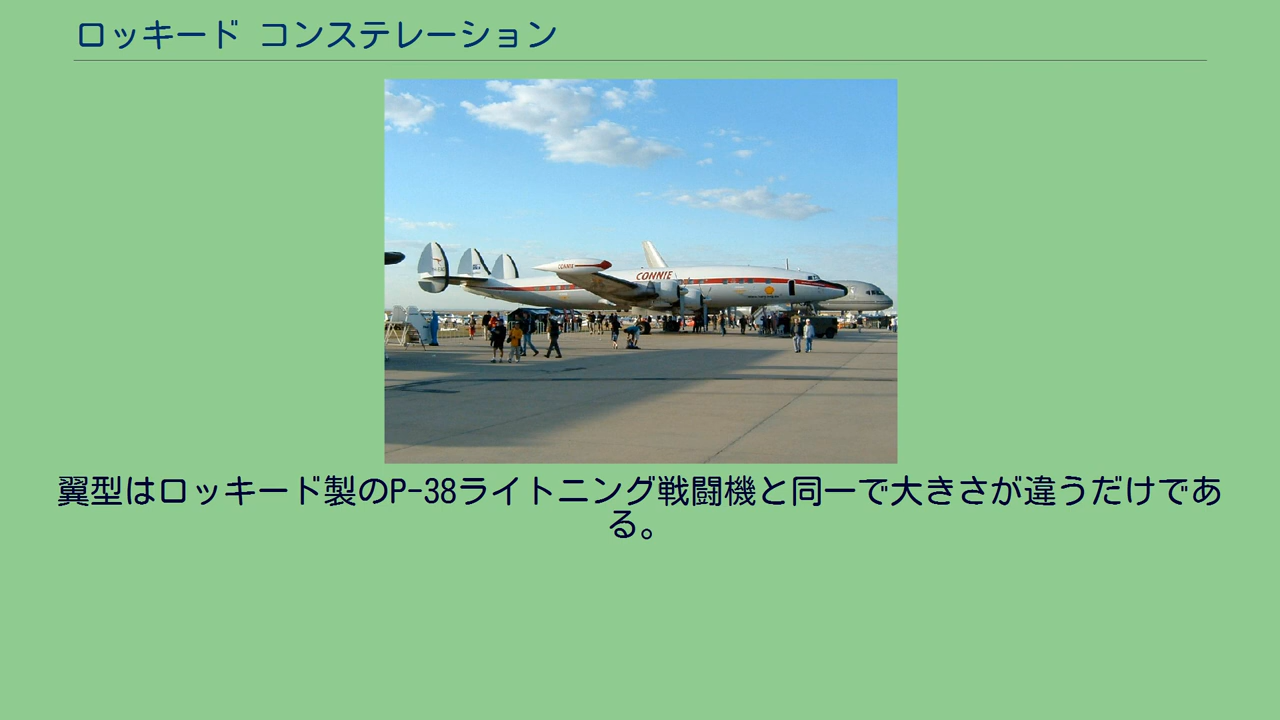 ロッキード コンステレーション
CONNIE
CONNIE
翼型はロッキード製のP-38ライトニング戦闘機と同一で大きさが違うだけであ
る。